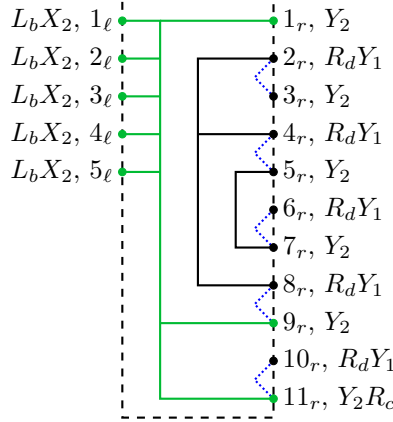 L_bX_2, 1_ℓ 1_r, Y_2
L_bX_2, 2_ℓ 2_r, R_dY_1
L_bX_2, 3_ℓ 3_r, Y_2
L_bX_2, 4_ℓ 4_r, R_dY_1
L_bX_2, 5_ℓ 5_r, Y_2
6_r, R_dY_1
7_r, Y_2
8_r, R_dY_1
9_r, Y_2
10_r, R_dY_1
11_r, Y_2R_c